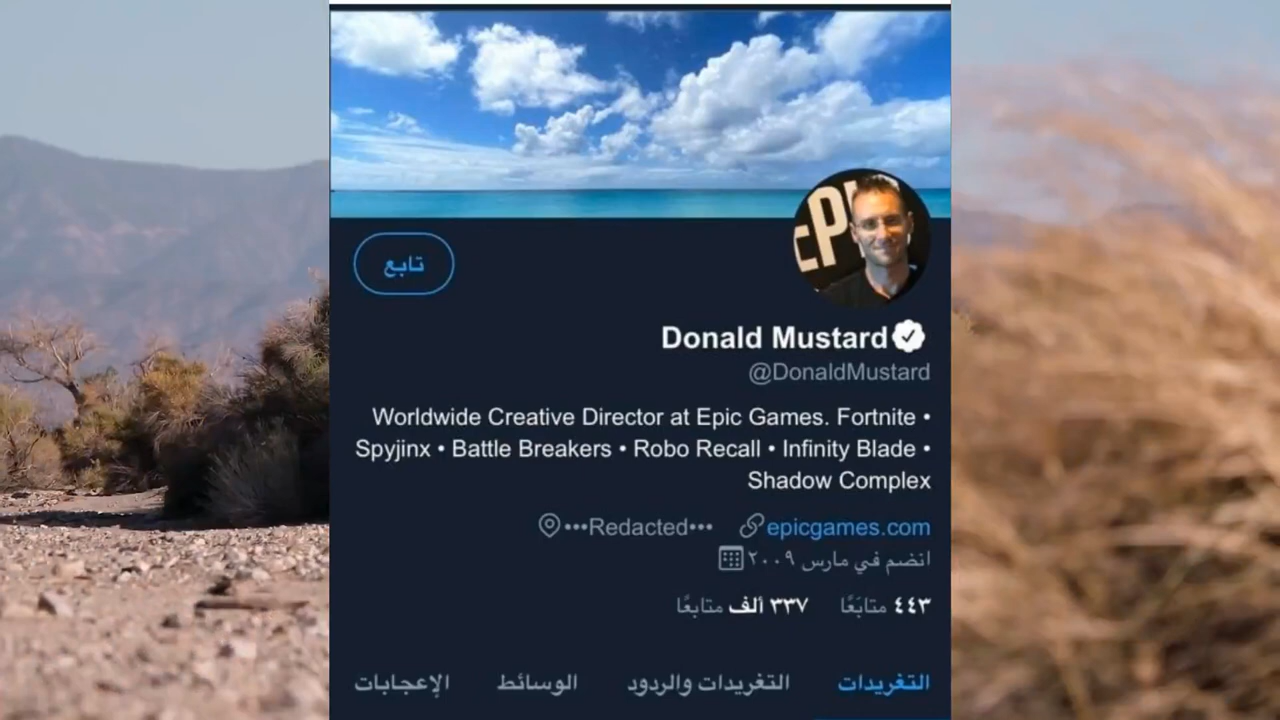 EPI
تابع
Donald Mustard
@DonaldMustard
Worldwide Creative Director at Epic Games. Fortnite •
Spyjinx • Battle Breakers • Robo Recall • Infinity Blade •
Shadow Complex
•••Redacted••• epicgames.com
انضم في مارس ٢٠٠٩
٤٤٣ متابَعًا ٣٣٧ ألف متابعًا
التغريدات التغريدات والردود الوسائط الإعجابات